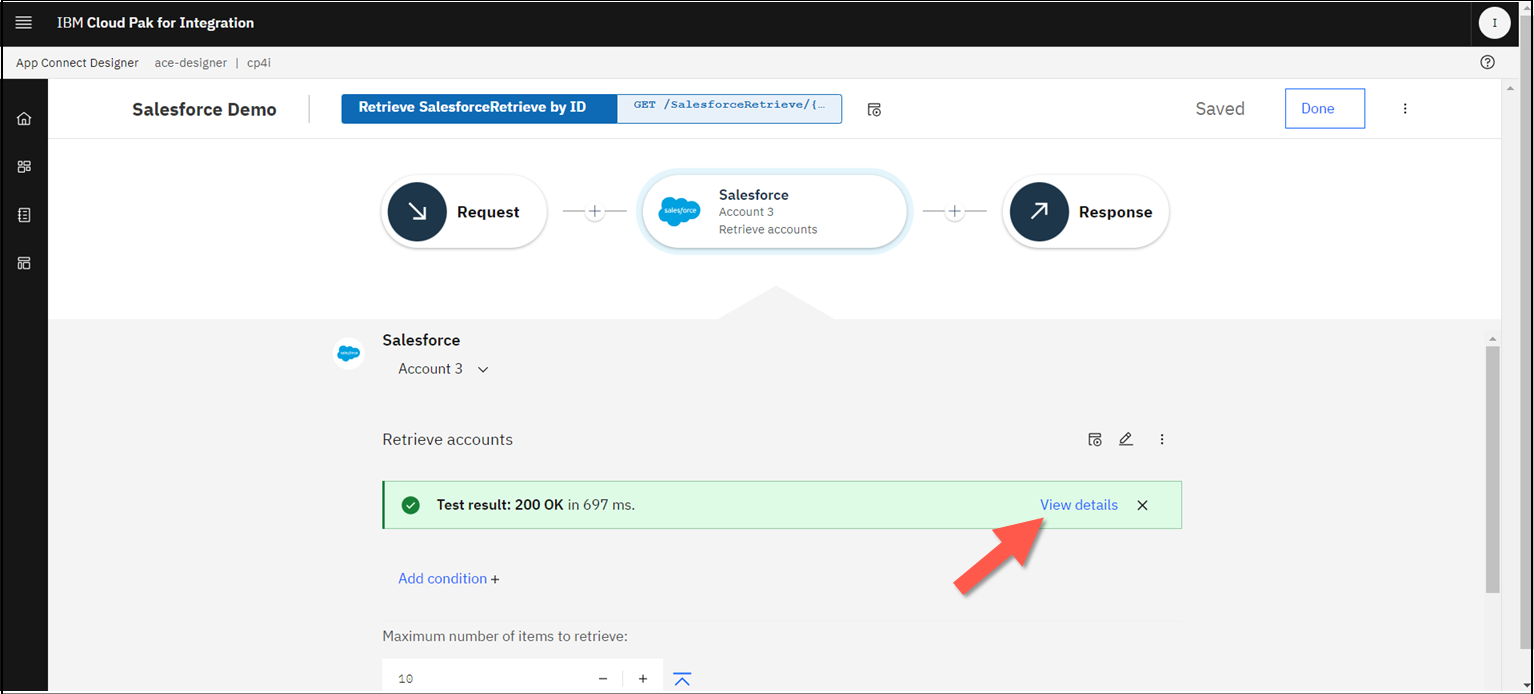 IBM Cloud Pak for Integration
I
App Connect Designer ace-designer | cp4i
Salesforce Demo
Retrieve SalesforceRetrieve by ID
GET /SalesforceRetrieve/{…
Saved
Done
Request
salesforce
Salesforce
Account 3
Retrieve accounts
Response
salesforce
Salesforce
Account 3
Retrieve accounts
Test result: 200 OK in 697 ms.
View details
Add condition +
Maximum number of items to retrieve:
10